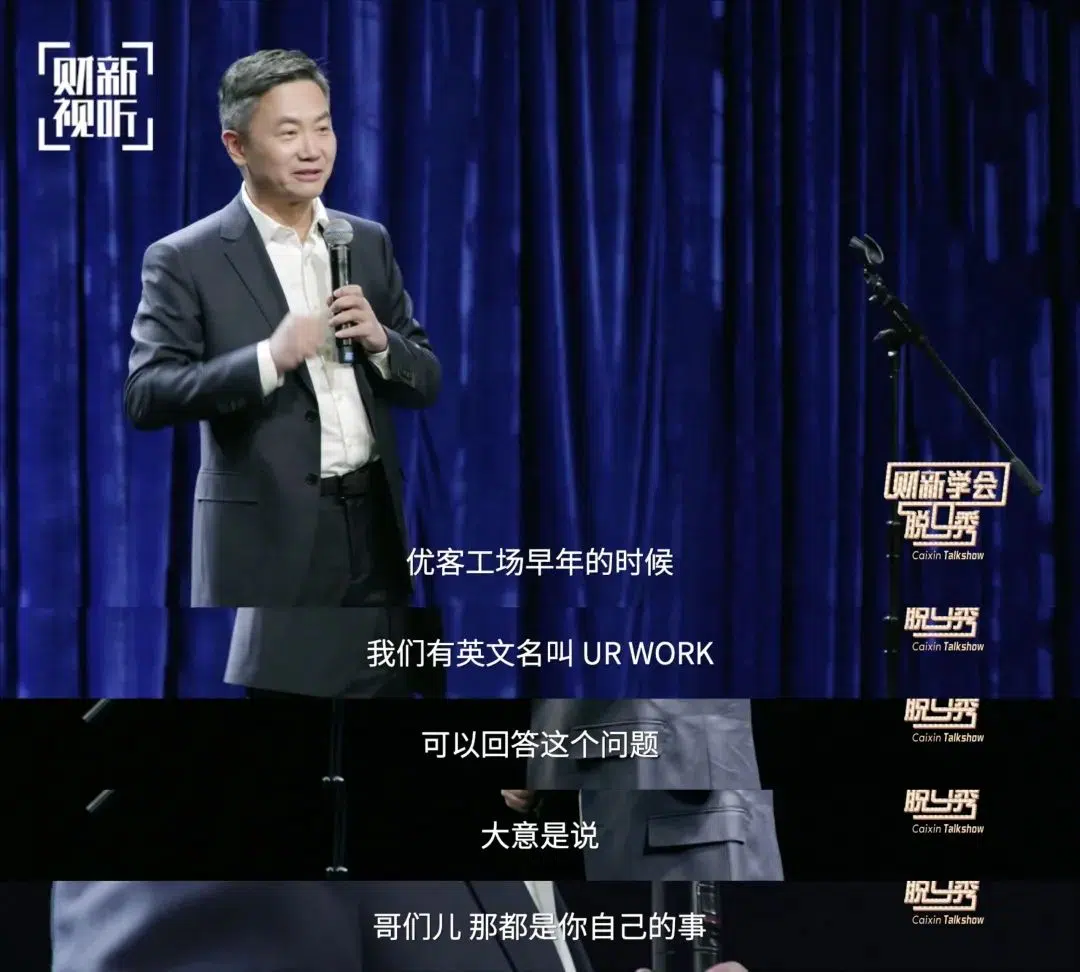 财新
视听
财新学会
脱口秀
Caixin Talkshow
优客工场早年的时候
脱口秀
Caixin Talkshow
我们有英文名叫 UR WORK
脱口秀
Caixin Talkshow
可以回答这个问题
脱口秀
Caixin Talkshow
大意是说
脱口秀
Caixin Talkshow
哥们儿 那都是你自己的事